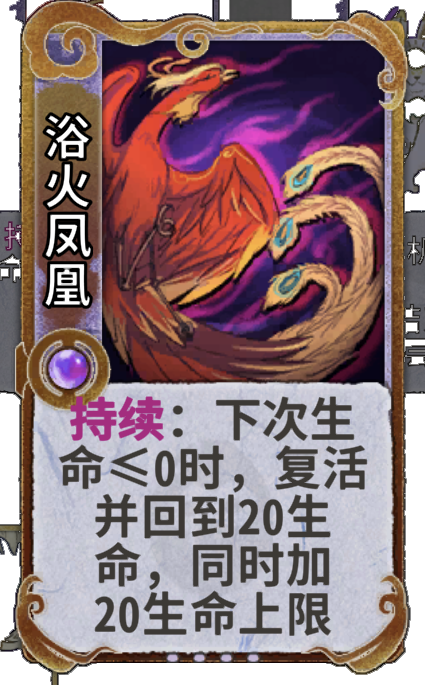 浴火凤凰
持续：下次生
命≤0时，复活
并回到20生
命，同时加
20生命上限